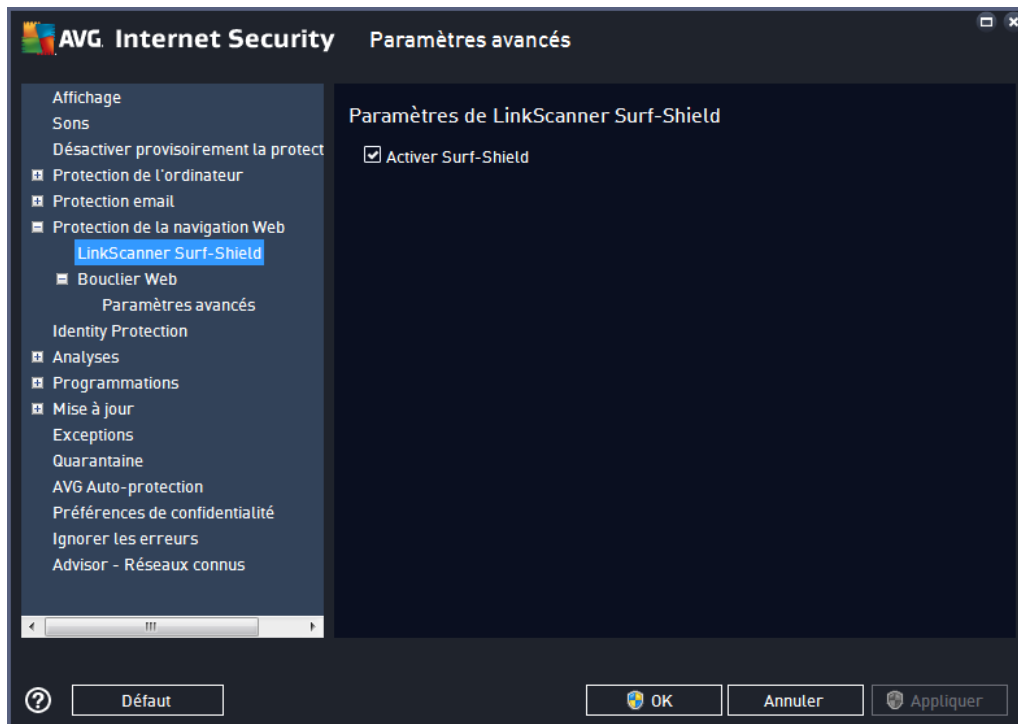 AVG Internet Security Paramètres avancés
Affichage
Sons
Désactiver provisoirement la protect
Protection de l'ordinateur
Protection email
Protection de la navigation Web
LinkScanner Surf-Shield
Bouclier Web
Paramètres avancés
Identity Protection
Analyses
Programmations
Mise à jour
Exceptions
Quarantaine
AVG Auto-protection
Préférences de confidentialité
Ignorer les erreurs
Advisor - Réseaux connus
Paramètres de LinkScanner Surf-Shield
Activer Surf-Shield
Défaut
OK
Annuler
Appliquer